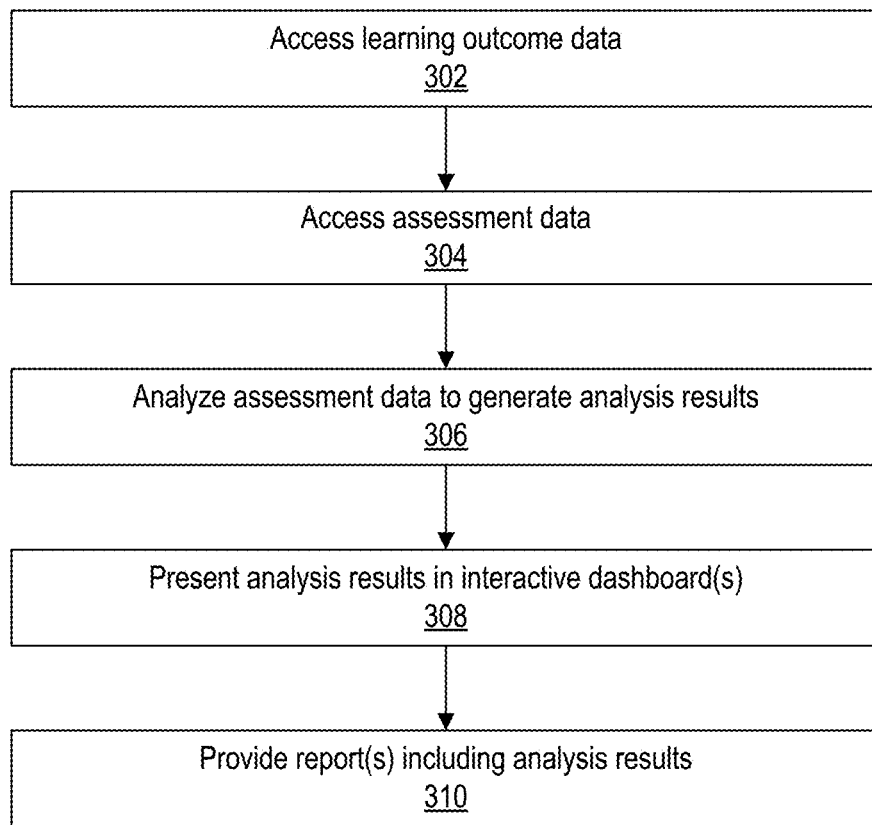 Access learning outcome data
302
Access assessment data
304
Analyze assessment data to generate analysis results
306
Present analysis results in interactive dashboard(s)
308
Provide report(s) including analysis results
310